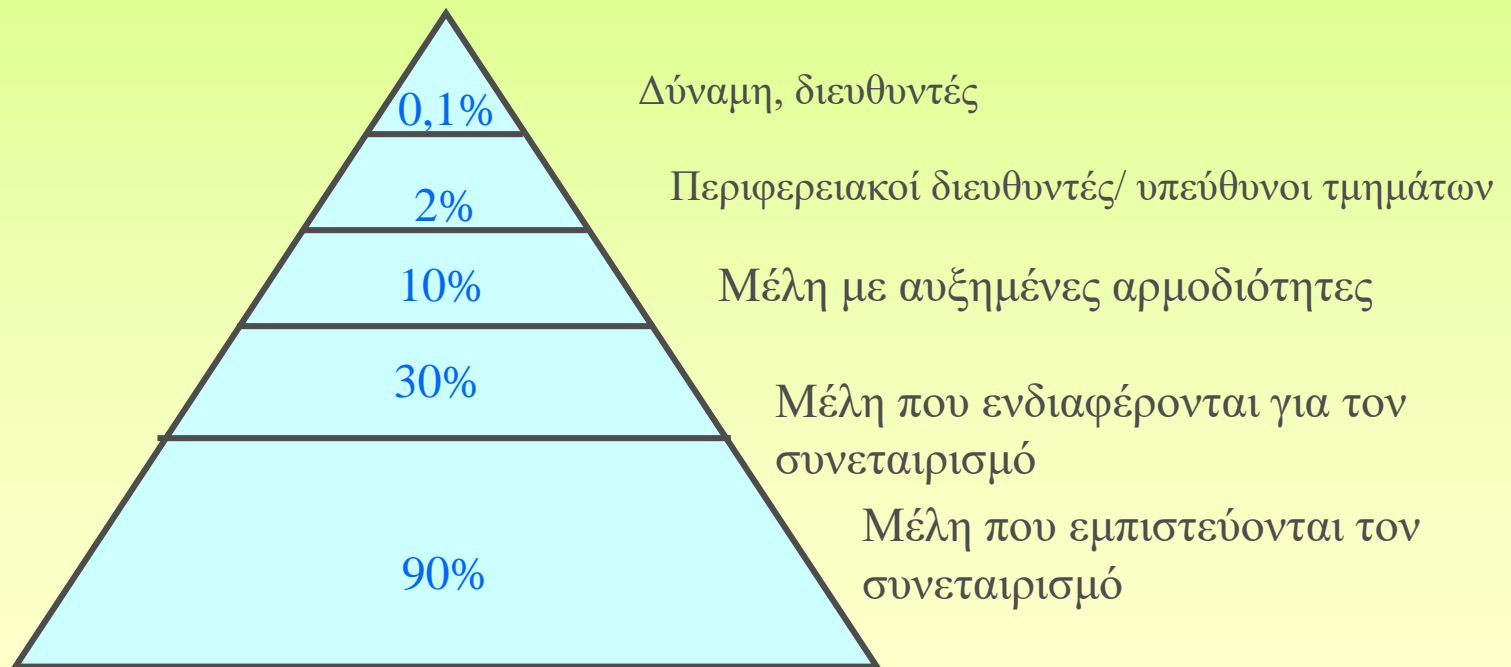 0,1%
Δύναμη, διευθυντές
2%
Περιφερειακοί διευθυντές/ υπεύθυνοι τμημάτων
10%
Μέλη με αυξημένες αρμοδιότητες
30%
Μέλη που ενδιαφέρονται για τον
συνεταιρισμό
90%
Μέλη που εμπιστεύονται τον
συνεταιρισμό